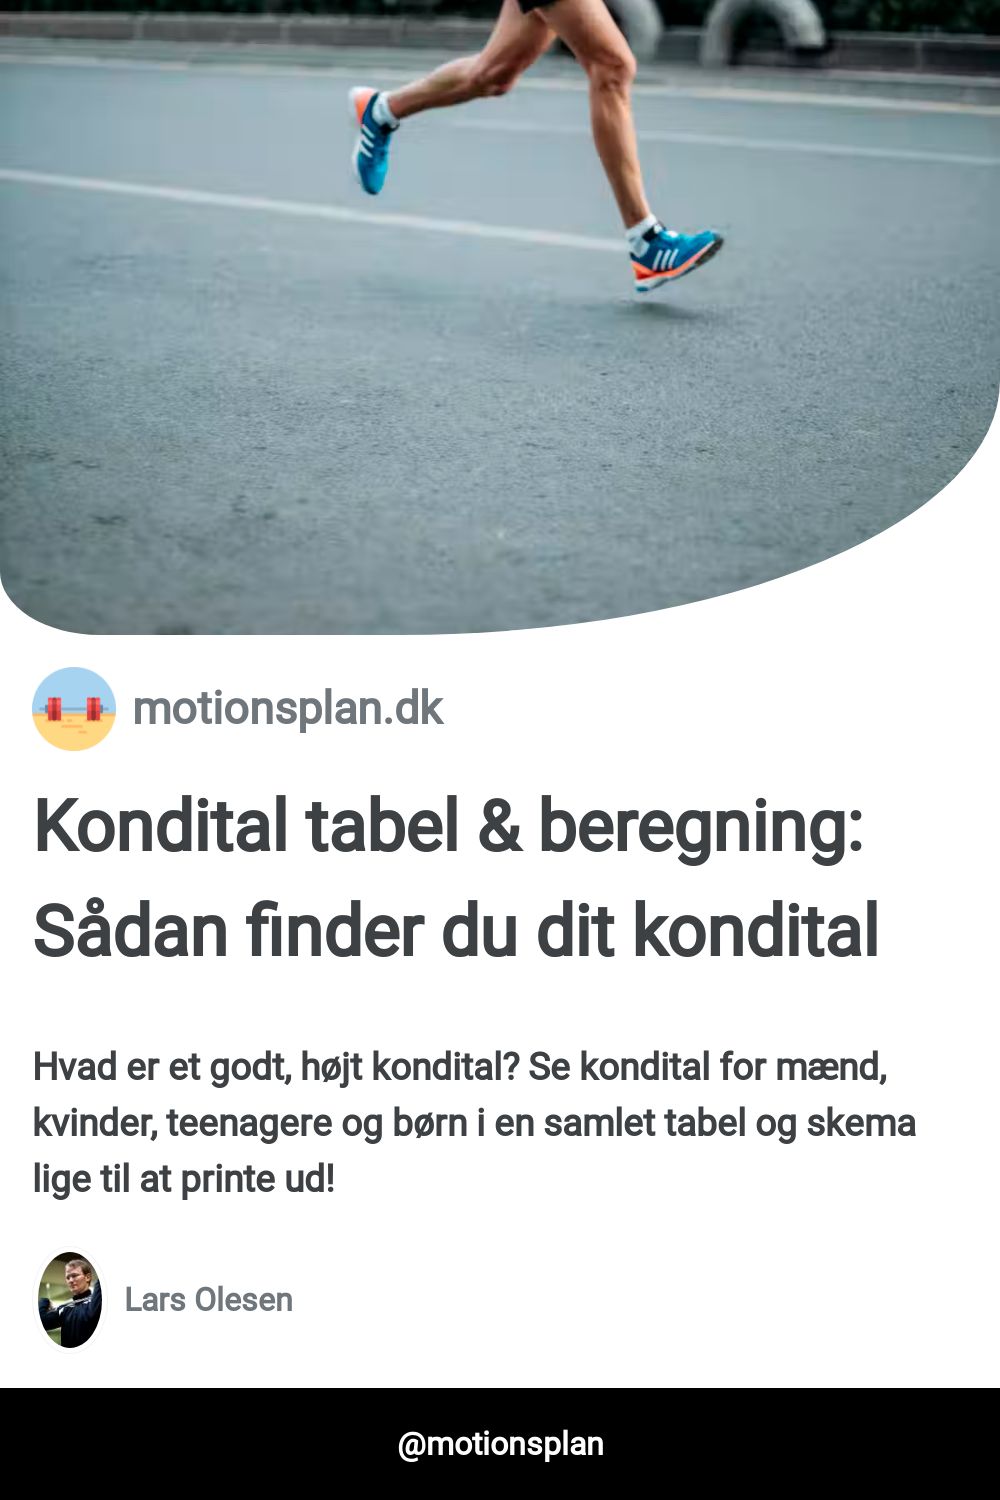 motionsplan.dk
Kondital tabel & beregning:
Sådan finder du dit kondital
Hvad er et godt, højt kondital? Se kondital for mænd,
kvinder, teenagere og børn i en samlet tabel og skema
lige til at printe ud!
Lars Olesen
@motionsplan